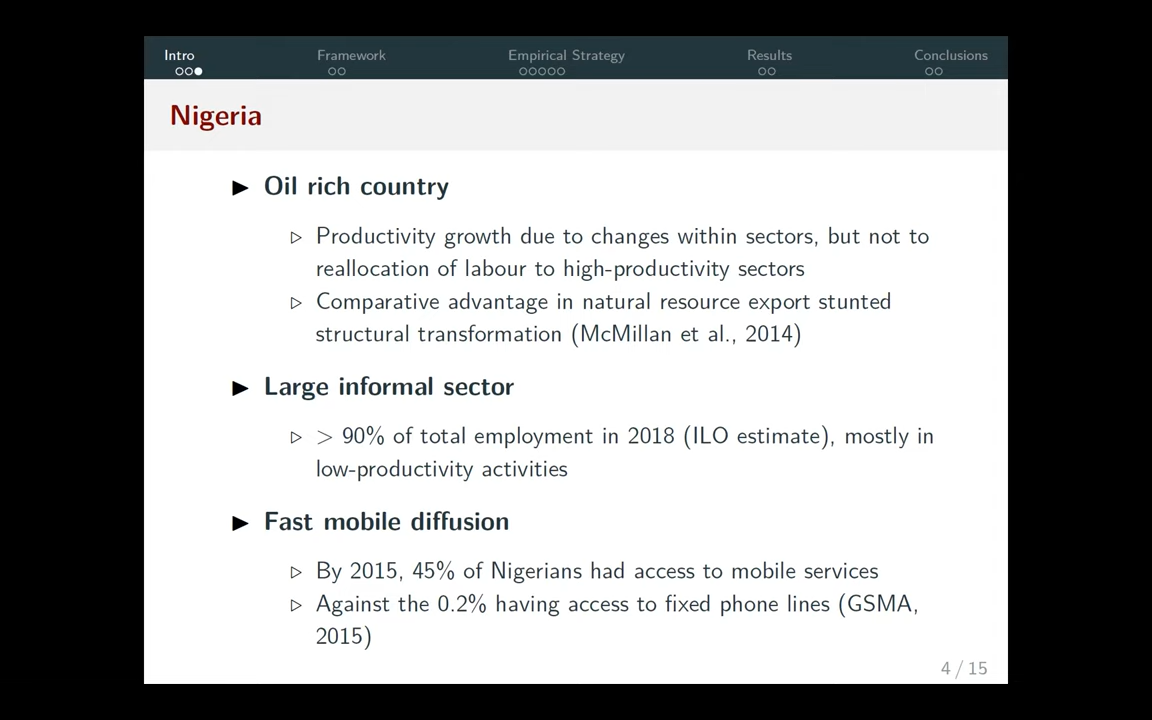 Intro Framework Empirical Strategy Results Conclusions
Nigeria
Oil rich country
Productivity growth due to changes within sectors, but not to
reallocation of labour to high-productivity sectors
Comparative advantage in natural resource export stunted
structural transformation (McMillan et al., 2014)
Large informal sector
> 90% of total employment in 2018 (ILO estimate), mostly in
low-productivity activities
Fast mobile diffusion
By 2015, 45% of Nigerians had access to mobile services
Against the 0.2% having access to fixed phone lines (GSMA,
2015)
4 / 15